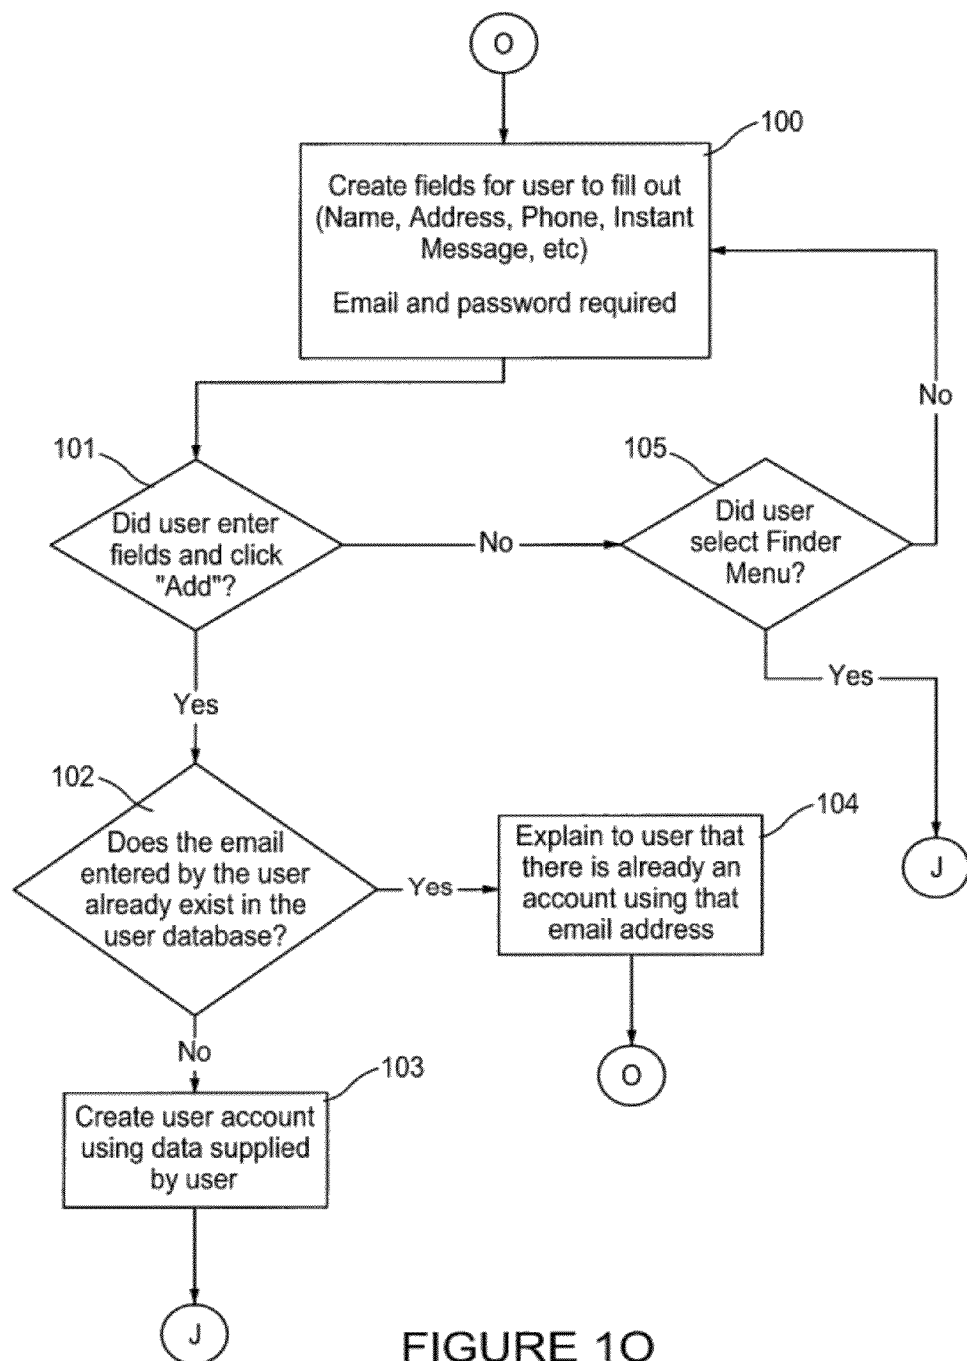 O
100
Create fields for user to fill out
(Name, Address, Phone, Instant
Message, etc)
Email and password required
No
101
Did user enter
fields and click
"Add"?
No
105
Did user
select Finder
Menu?
Yes
Yes
J
102
Does the email
entered by the user
already exist in the
user database?
Yes
104
Explain to user that
there is already an
account using that
email address
O
No
103
Create user account
using data supplied
by user
J
FIGURE 1O